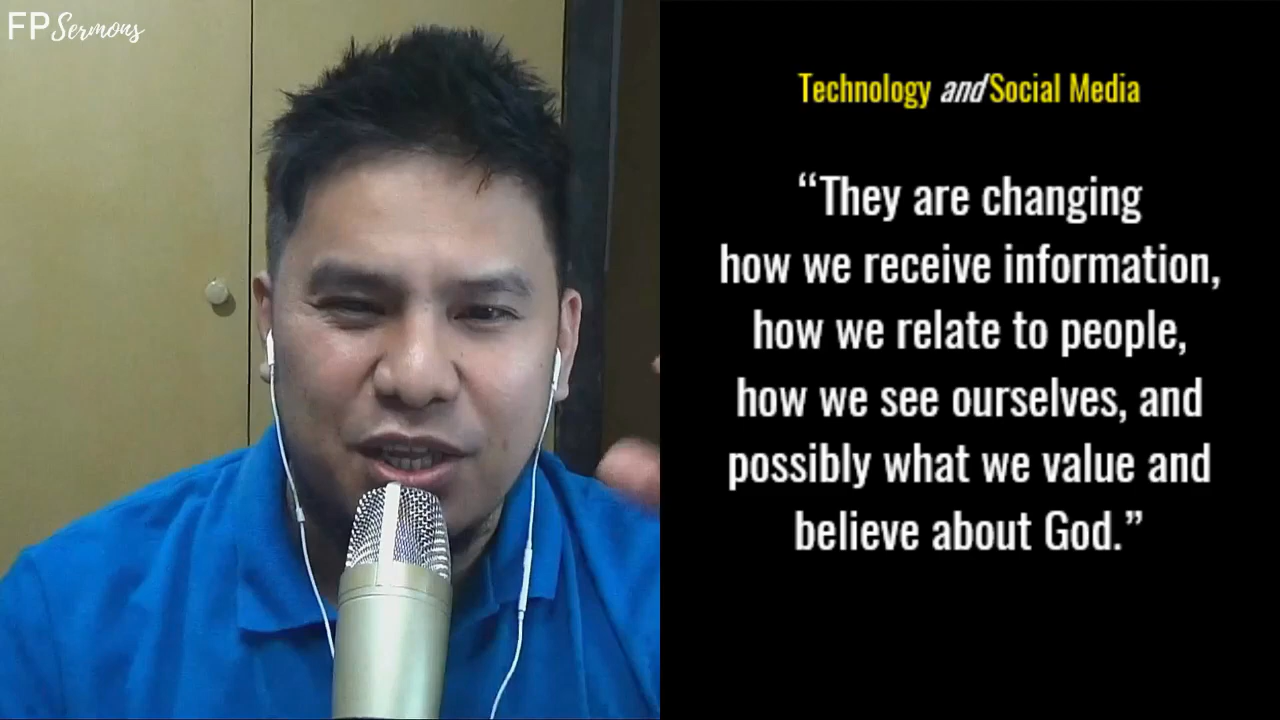 FP Sermons
Technology and Social Media
“They are changing
how we receive information,
how we relate to people,
how we see ourselves, and
possibly what we value and
believe about God.”